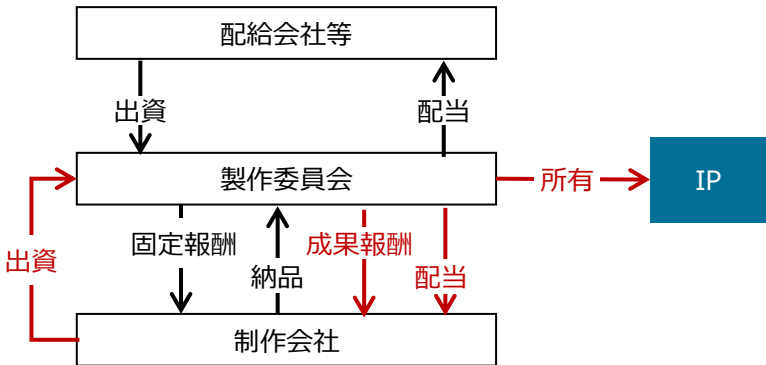 配給会社等
出資
配当
製作委員会
所有
IP
固定報酬
成果報酬
出資
納品
配当
制作会社